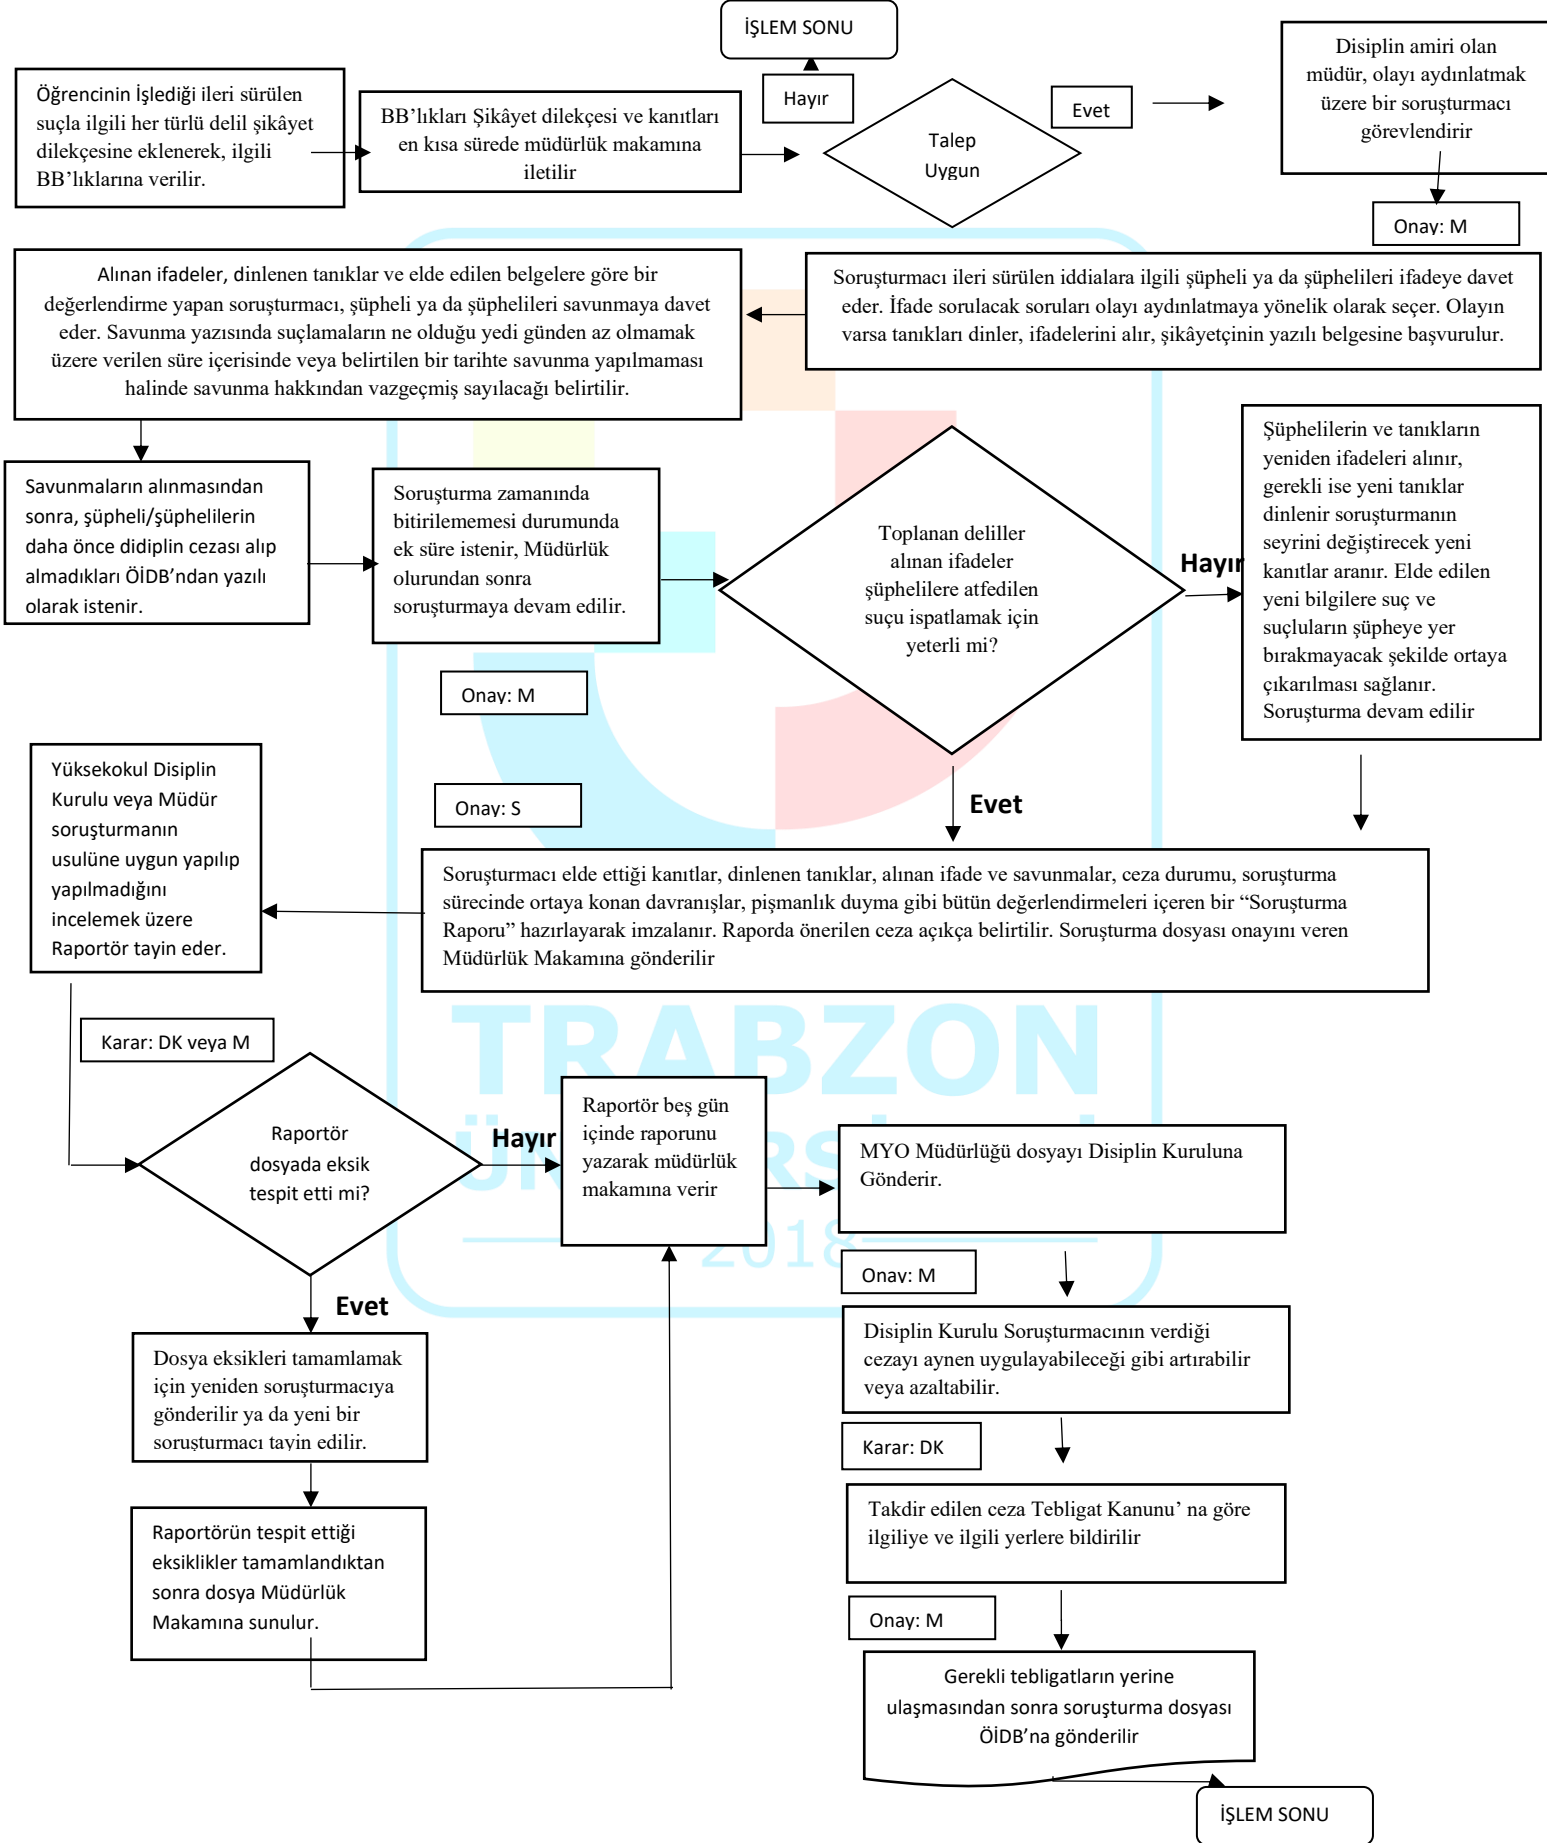 İŞLEM SONU
Hayır
Öğrencinin İşlediği ileri sürülen
suçla ilgili her türlü delil şikâyet
dilekçesine eklenerek, ilgili
BB'lıklarına verilir.
BB'lıkları Şikâyet dilekçesi ve kanıtları
en kısa sürede müdürlük makamına
iletilir
Talep
Uygun
Evet
Disiplin amiri olan
müdür, olayı aydınlatmak
üzere bir soruşturmacı
görevlendirir
Onay: M
Soruşturmacı ileri sürülen iddialara ilgili şüpheli ya da şüphelileri ifadeye davet
eder. İfade sorulacak soruları olayı aydınlatmaya yönelik olarak seçer. Olayın
varsa tanıkları dinler, ifadelerini alır, şikâyetçinin yazılı belgesine başvurulur.
Alınan ifadeler, dinlenen tanıklar ve elde edilen belgelere göre bir
değerlendirme yapan soruşturmacı, şüpheli ya da şüphelileri savunmaya davet
eder. Savunma yazısında suçlamaların ne olduğu yedi günden az olmamak
üzere verilen süre içerisinde veya belirtilen bir tarihte savunma yapılmaması
halinde savunma hakkından vazgeçmiş sayılacağı belirtilir.
Savunmaların alınmasından
sonra, şüpheli/şüphelilerin
daha önce didiplin cezası alıp
almadıkları ÖİDB'ndan yazılı
olarak istenir.
Soruşturma zamanında
bitirilememesi durumunda
ek süre istenir, Müdürlük
olurundan sonra
soruşturmaya devam edilir.
Onay: M
Toplanan deliller
alınan ifadeler
şüphelilere atfedilen
suçu ispatlamak için
yeterli mi?
Hayır
Şüphelilerin ve tanıkların
yeniden ifadeleri alınır,
gerekli ise yeni tanıklar
dinlenir soruşturmanın
seyrini değiştirecek yeni
kanıtlar aranır. Elde edilen
yeni bilgilere suç ve
suçluların şüpheye yer
bırakmayacak şekilde ortaya
çıkarılması sağlanır.
Soruşturma devam edilir
Evet
Onay: S
Soruşturmacı elde ettiği kanıtlar, dinlenen tanıklar, alınan ifade ve savunmalar, ceza durumu, soruşturma
sürecinde ortaya konan davranışlar, pişmanlık duyma gibi bütün değerlendirmeleri içeren bir “Soruşturma
Raporu” hazırlayarak imzalanır. Raporda önerilen ceza açıkça belirtilir. Soruşturma dosyası onayını veren
Müdürlük Makamına gönderilir
Yüksekokul Disiplin
Kurulu veya Müdür
soruşturmanın
usulüne uygun yapılıp
yapılmadığını
incelemek üzere
Raportör tayin eder.
Karar: DK veya M
Raportör
dosyada eksik
tespit etti mi?
Hayır
Raportör beş gün
içinde raporunu
yazarak müdürlük
makamına verir
Evet
Dosya eksikleri tamamlamak
için yeniden soruşturmacıya
gönderilir ya da yeni bir
soruşturmacı tayin edilir.
Raportörün tespit ettiği
eksiklikler tamamlandıktan
sonra dosya Müdürlük
Makamına sunulur.
MYO Müdürlüğü dosyayı Disiplin Kuruluna
Gönderir.
Onay: M
Disiplin Kurulu Soruşturmacının verdiği
cezayı aynen uygulayabileceği gibi artırabilir
veya azaltabilir.
Karar: DK
Takdir edilen ceza Tebligat Kanunu' na göre
ilgiliye ve ilgili yerlere bildirilir
Onay: M
Gerekli tebligatların yerine
ulaşmasından sonra soruşturma dosyası
ÖİDB'na gönderilir
İŞLEM SONU
TRABZON
2018